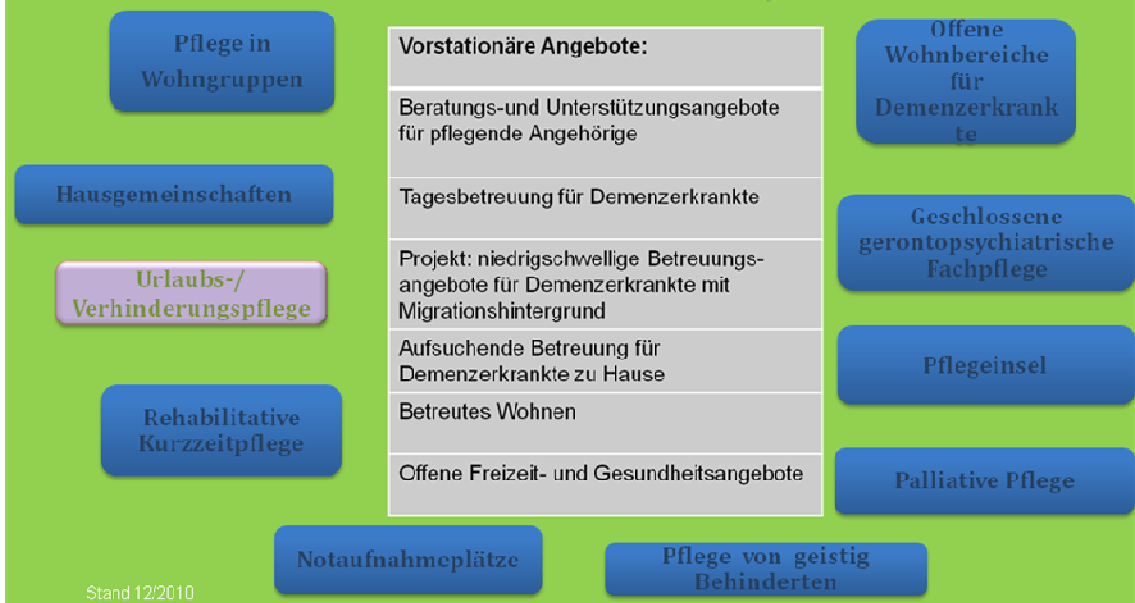 Pflege in
Wohngruppen
Hausgemeinschaften
Urlaubs-/
Verhinderungspflege
Rehabilitative
Kurzzeitpflege
Vorstationäre Angebote:
Beratungs-und Unterstützungsangebote
für pflegende Angehörige
Tagesbetreuung für Demenzerkrankte
Projekt: niedrigschwellige Betreuungs-
angebote für Demenzerkrankte mit
Migrationshintergrund
Aufsuchende Betreuung für
Demenzerkrankte zu Hause
Betreutes Wohnen
Offene Freizeit- und Gesundheitsangebote
Offene
Wohnbereiche
für
Demenzerkrank
te
Geschlossene
gerontopsychiatrische
Fachpflege
Pflegeinsel
Palliative Pflege
Notaufnahmeplätze
Pflege von geistig
Behinderten
Stand 12/2010